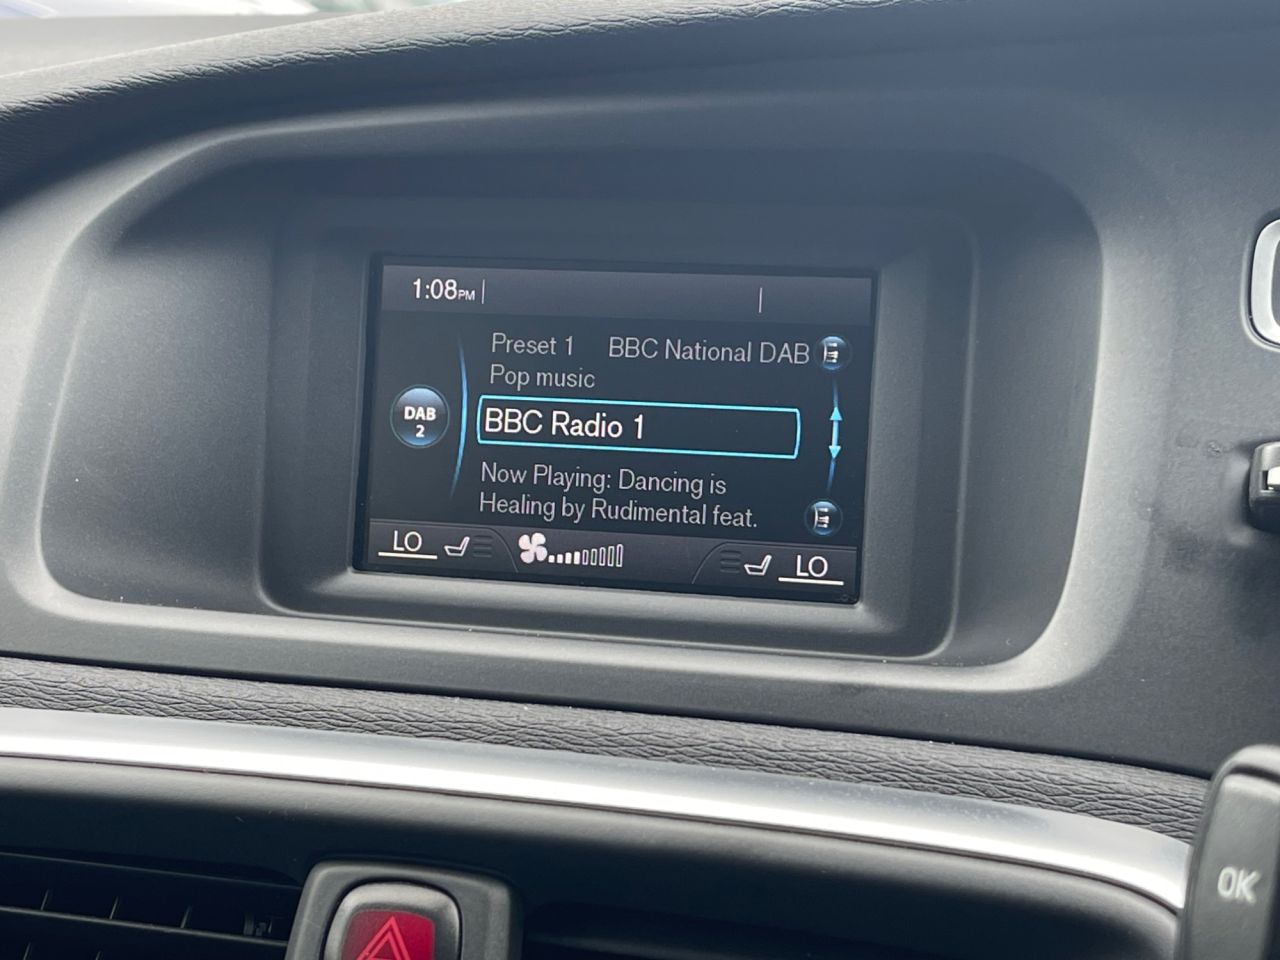 1:08PM
Preset 1 BBC National DAB
Pop music
DAB
2
BBC Radio 1
Now Playing: Dancing is
Healing by Rudimental feat.
LO LO
OK